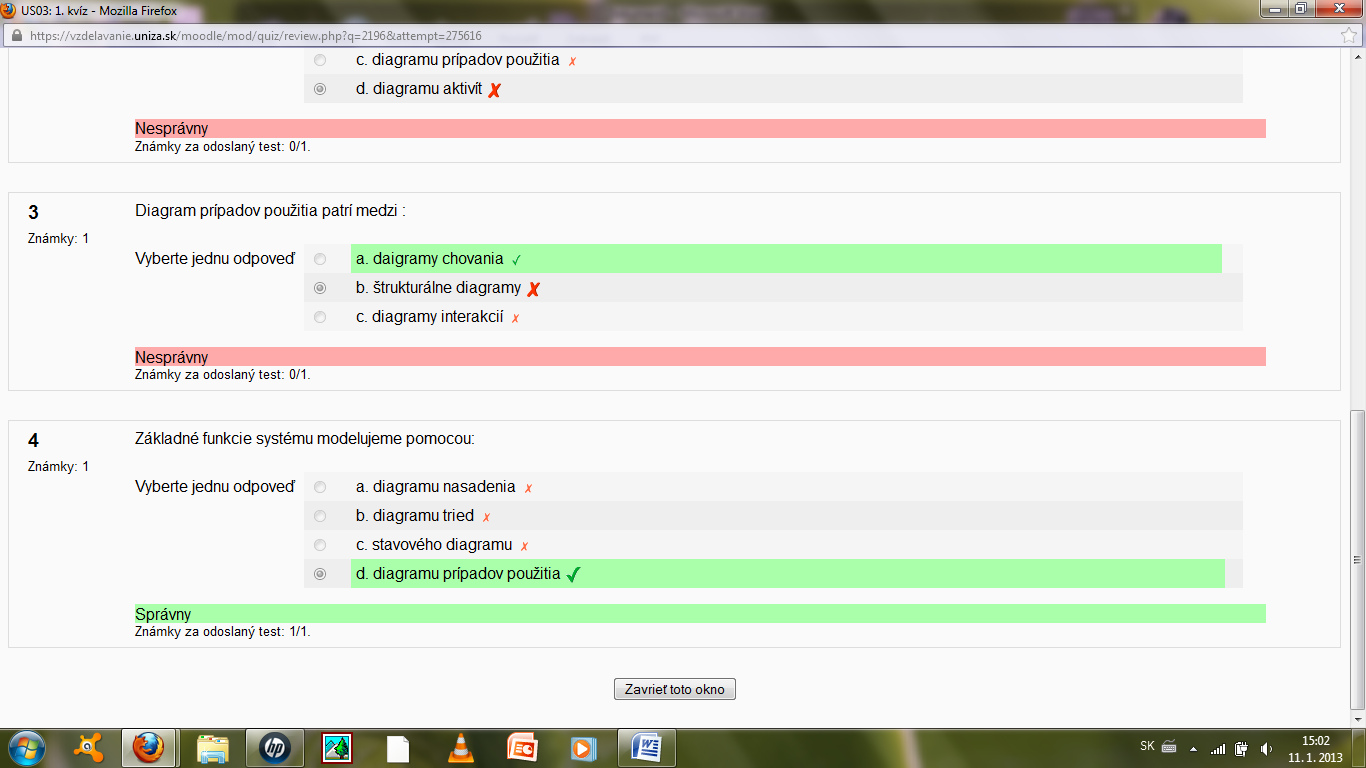 US03: 1. kvíz - Mozilla Firefox
https://vzdelavanie.uniza.sk/moodle/mod/quiz/review.php?q=2196&attempt=275616
c. diagramu prípadov použitia
d. diagramu aktivít
Nesprávny
Známky za odoslaný test: 0/1.
3
Známky: 1
Diagram prípadov použitia patrí medzi :
Vyberte jednu odpoveď
a. daigramy chovania
b. štrukturálne diagramy
c. diagramy interakcií
Nesprávny
Známky za odoslaný test: 0/1.
4
Známky: 1
Základné funkcie systému modelujeme pomocou:
Vyberte jednu odpoveď
a. diagramu nasadenia
b. diagramu tried
c. stavového diagramu
d. diagramu prípadov použitia
Správny
Známky za odoslaný test: 1/1.
Zavrieť toto okno
SK
15:02
11. 1. 2013